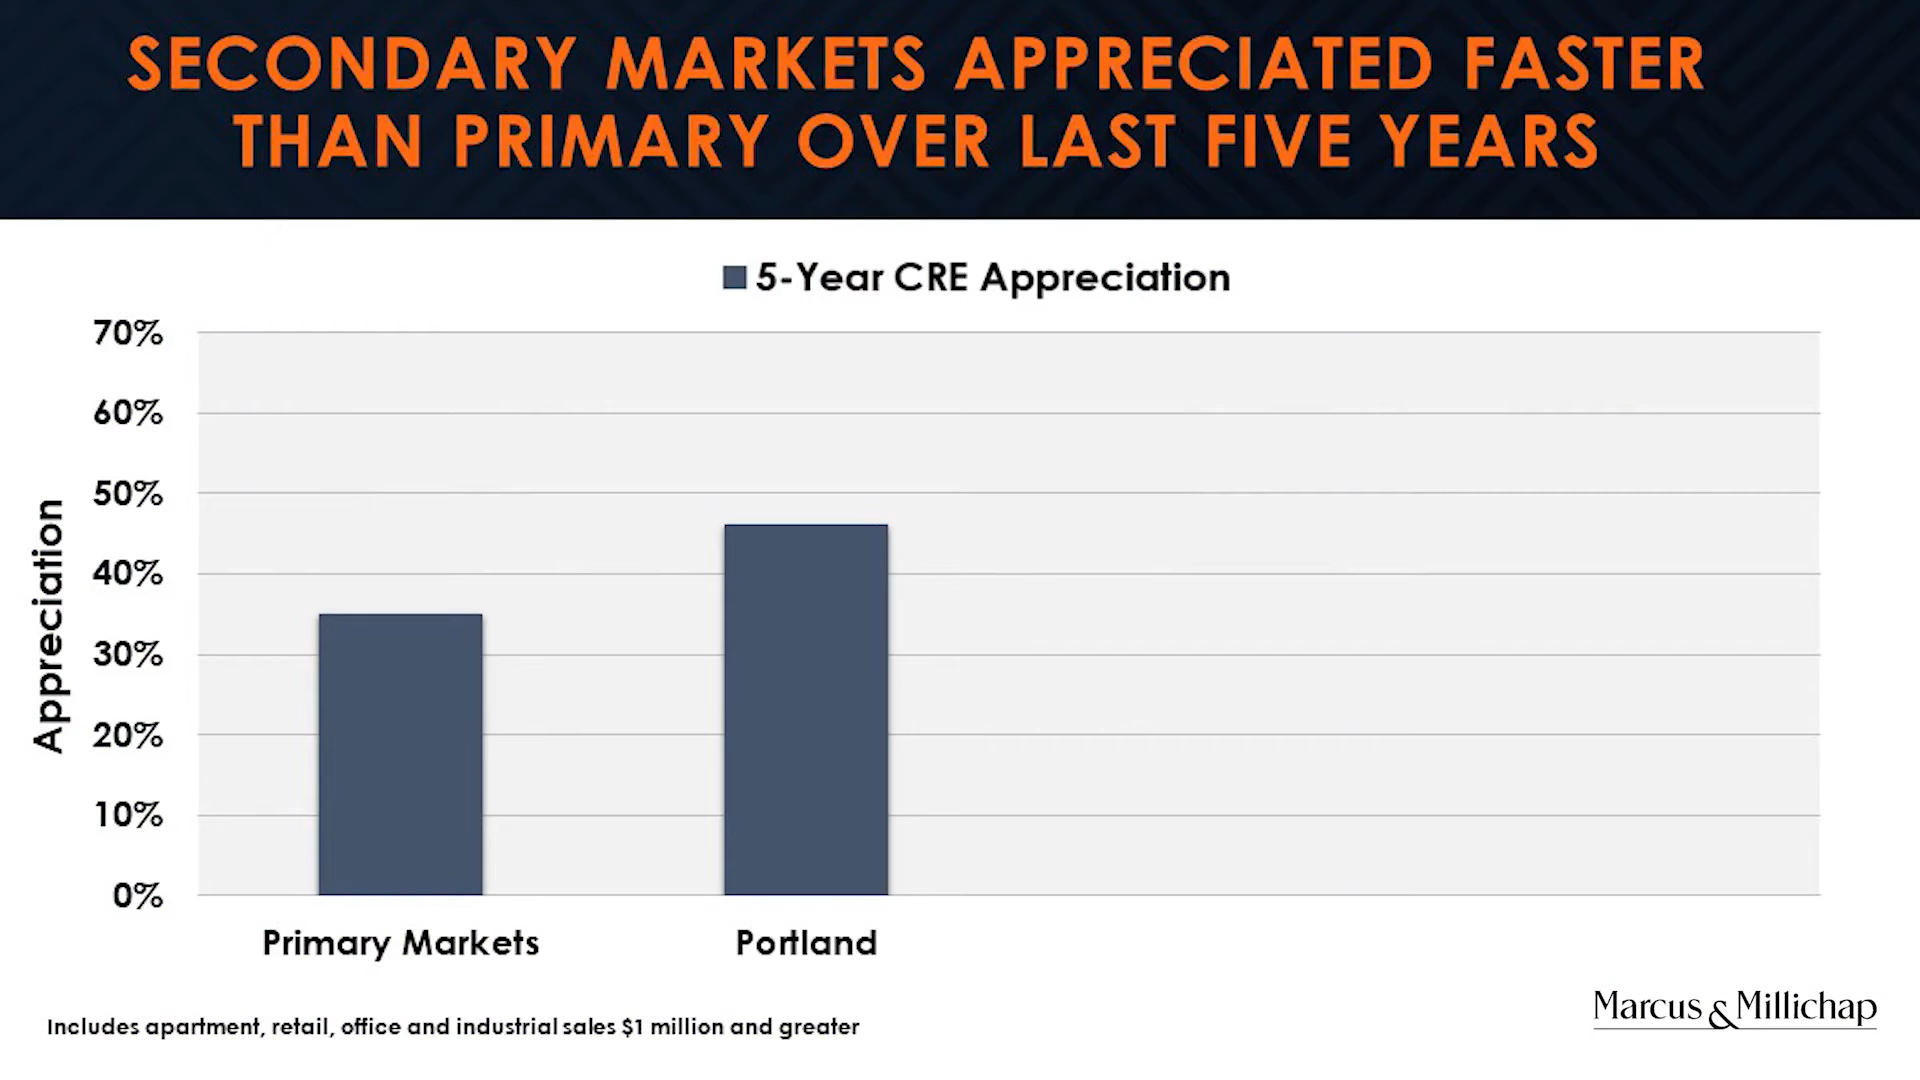 SECONDARY MARKETS APPRECIATED FASTER
THAN PRIMARY OVER LAST FIVE YEARS
5-Year CRE Appreciation
70%
60%
50%
40%
30%
20%
10%
0%
Appreciation
Primary Markets
Portland
Includes apartment, retail, office and industrial sales $1 million and greater
Marcus & Millichap